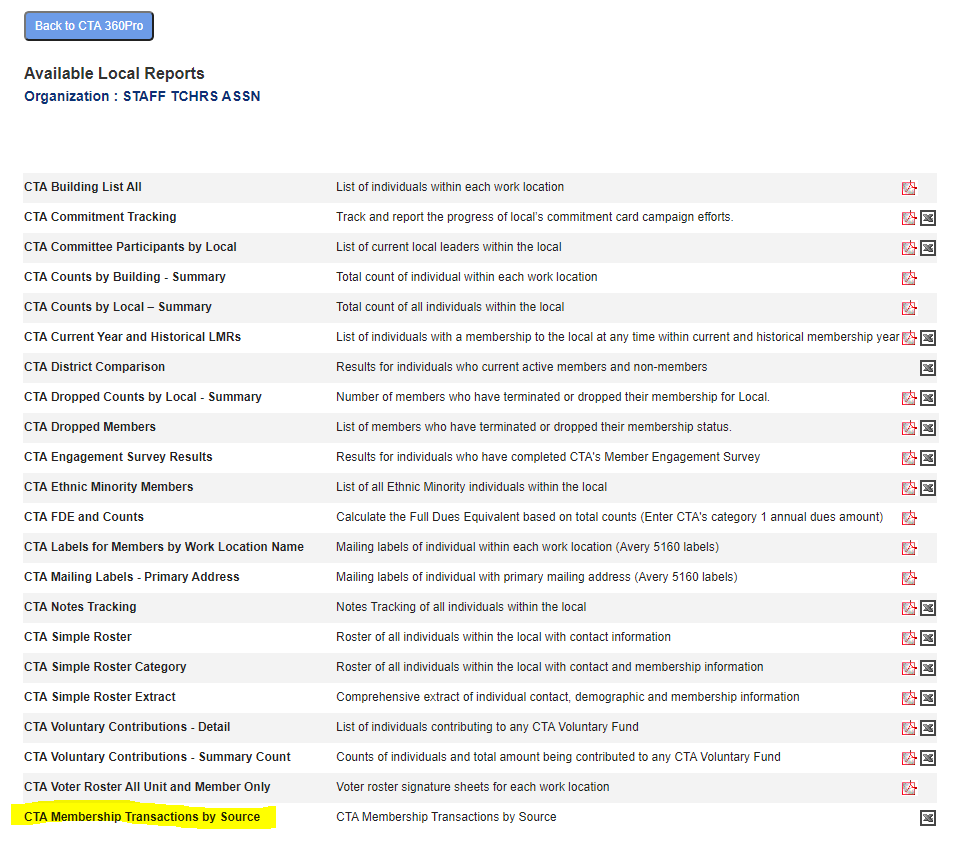 Back to CTA 360Pro
Available Local Reports
Organization : STAFF TCHRS ASSN
CTA Building List All List of individuals within each work location
CTA Commitment Tracking Track and report the progress of local's commitment card campaign efforts.
CTA Committee Participants by Local List of current local leaders within the local
CTA Counts by Building - Summary Total count of individual within each work location
CTA Counts by Local – Summary Total count of all individuals within the local
CTA Current Year and Historical LMRs List of individuals with a membership to the local at any time within current and historical membership year
CTA District Comparison Results for individuals who current active members and non-members
CTA Dropped Counts by Local - Summary Number of members who have terminated or dropped their membership for Local.
CTA Dropped Members List of members who have terminated or dropped their membership status.
CTA Engagement Survey Results Results for individuals who have completed CTA's Member Engagement Survey
CTA Ethnic Minority Members List of all Ethnic Minority individuals within the local
CTA FDE and Counts Calculate the Full Dues Equivalent based on total counts (Enter CTA's category 1 annual dues amount)
CTA Labels for Members by Work Location Name Mailing labels of individual within each work location (Avery 5160 labels)
CTA Mailing Labels - Primary Address Mailing labels of individual with primary mailing address (Avery 5160 labels)
CTA Notes Tracking Notes Tracking of all individuals within the local
CTA Simple Roster Roster of all individuals within the local with contact information
CTA Simple Roster Category Roster of all individuals within the local with contact and membership information
CTA Simple Roster Extract Comprehensive extract of individual contact, demographic and membership information
CTA Voluntary Contributions - Detail List of individuals contributing to any CTA Voluntary Fund
CTA Voluntary Contributions - Summary Count Counts of individuals and total amount being contributed to any CTA Voluntary Fund
CTA Voter Roster All Unit and Member Only Voter roster signature sheets for each work location
CTA Membership Transactions by Source CTA Membership Transactions by Source